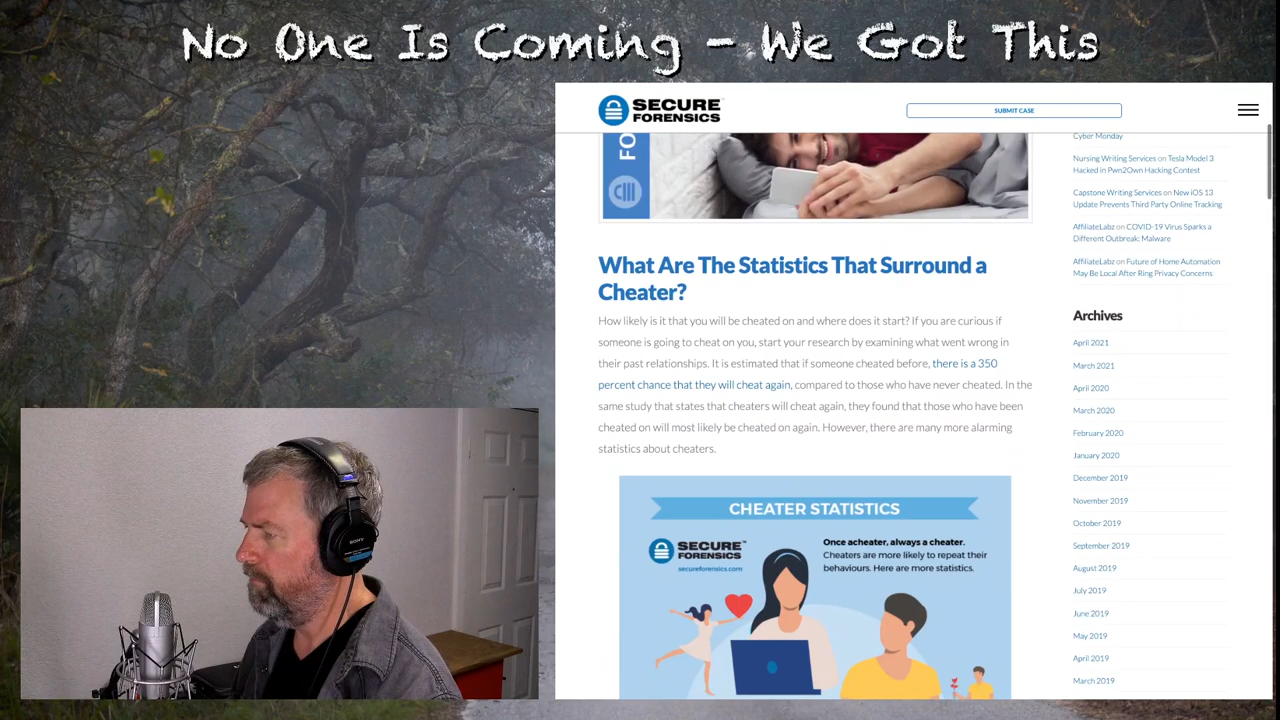 No One Is Coming - We Got This
SECURE
FORENSICS
SUBMIT CASE
FO
Cyber Monday
Nursing Writing Services on Tesla Model 3
Hacked in Pwn2Own Hacking Contest
Capstone Writing Services on New iOS 13
Update Prevents Third Party Online Tracking
AffiliateLabz on COVID-19 Virus Sparks a
Different Outbreak: Malware
AffiliateLabz on Future of Home Automation
May Be Local After Ring Privacy Concerns
What Are The Statistics That Surround a
Cheater?
How likely is it that you will be cheated on and where does it start? If you are curious if
someone is going to cheat on you, start your research by examining what went wrong in
their past relationships. It is estimated that if someone cheated before, there is a 350
percent chance that they will cheat again, compared to those who have never cheated. In the
same study that states that cheaters will cheat again, they found that those who have been
cheated on will most likely be cheated on again. However, there are many more alarming
statistics about cheaters.
CHEATER STATISTICS
SECURE
FORENSICS
secureforensics.com
Once acheater, always a cheater.
Cheaters are more likely to repeat their
behaviours. Here are more statistics.
Archives
April 2021
March 2021
April 2020
March 2020
February 2020
January 2020
December 2019
November 2019
October 2019
September 2019
August 2019
July 2019
June 2019
May 2019
April 2019
March 2019
SONY